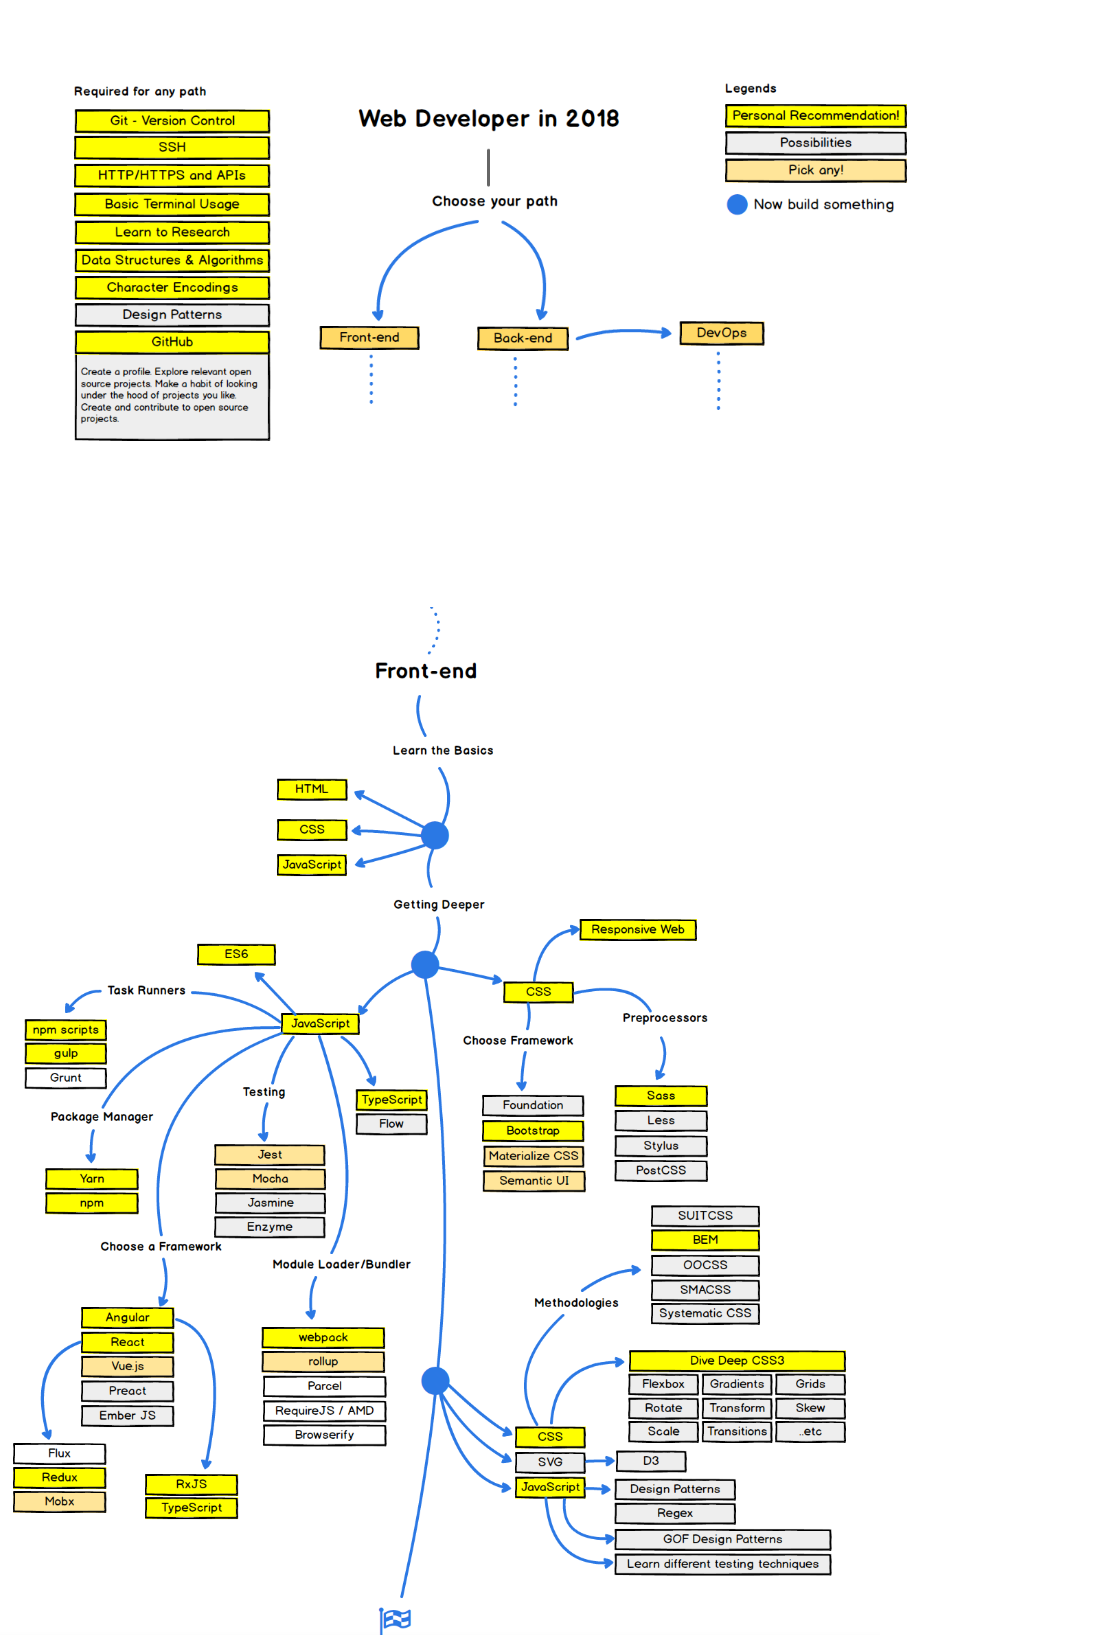 Required for any path
Git - Version Control
SSH
HTTP/HTTPS and APIs
Basic Terminal Usage
Learn to Research
Data Structures & Algorithms
Character Encodings
Design Patterns
GitHub
Create a profile. Explore relevant open
source projects. Make a habit of looking
under the hood of projects you like.
Create and contribute to open source
projects.
Web Developer in 2018
Choose your path
Front-end
Back-end
DevOps
Legends
Personal Recommendation!
Possibilities
Pick any!
Now build something
Front-end
Learn the Basics
HTML
CSS
JavaScript
Getting Deeper
Responsive Web
ES6
CSS
Task Runners
JavaScript
Preprocessors
npm scripts
gulp
Grunt
Choose Framework
Package Manager
Testing
TypeScript
Flow
Foundation
Bootstrap
Materialize CSS
Semantic UI
Sass
Less
Stylus
PostCSS
Yarn
npm
Jest
Mocha
Jasmine
Enzyme
Choose a Framework
Module Loader/Bundler
SUITCSS
BEM
OOCSS
SMACSS
Systematic CSS
Methodologies
Angular
React
Vue.js
Preact
Ember JS
webpack
rollup
Parcel
RequireJS / AMD
Browserify
Dive Deep CSS3
Flexbox Gradients Grids
Rotate Transform Skew
Scale Transitions ..etc
Flux
Redux
Mobx
RxJS
TypeScript
CSS
SVG
JavaScript
D3
Design Patterns
Regex
GOF Design Patterns
Learn different testing techniques